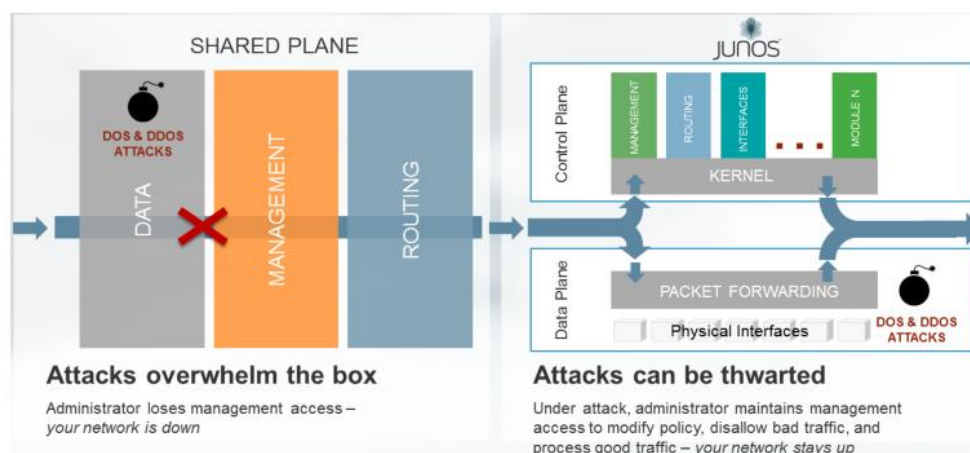 SHARED PLANE
DOS & DDOS
ATTACKS
DATA
MANAGEMENT
ROUTING
Attacks overwhelm the box
Administrator loses management access –
your network is down
JUNOS
Control Plane
MANAGEMENT
ROUTING
INTERFACES
MODULE N
KERNEL
Data Plane
PACKET FORWARDING
Physical Interfaces
DOS & DDOS
ATTACKS
Attacks can be thwarted
Under attack, administrator maintains management
access to modify policy, disallow bad traffic, and
process good traffic – your network stays up